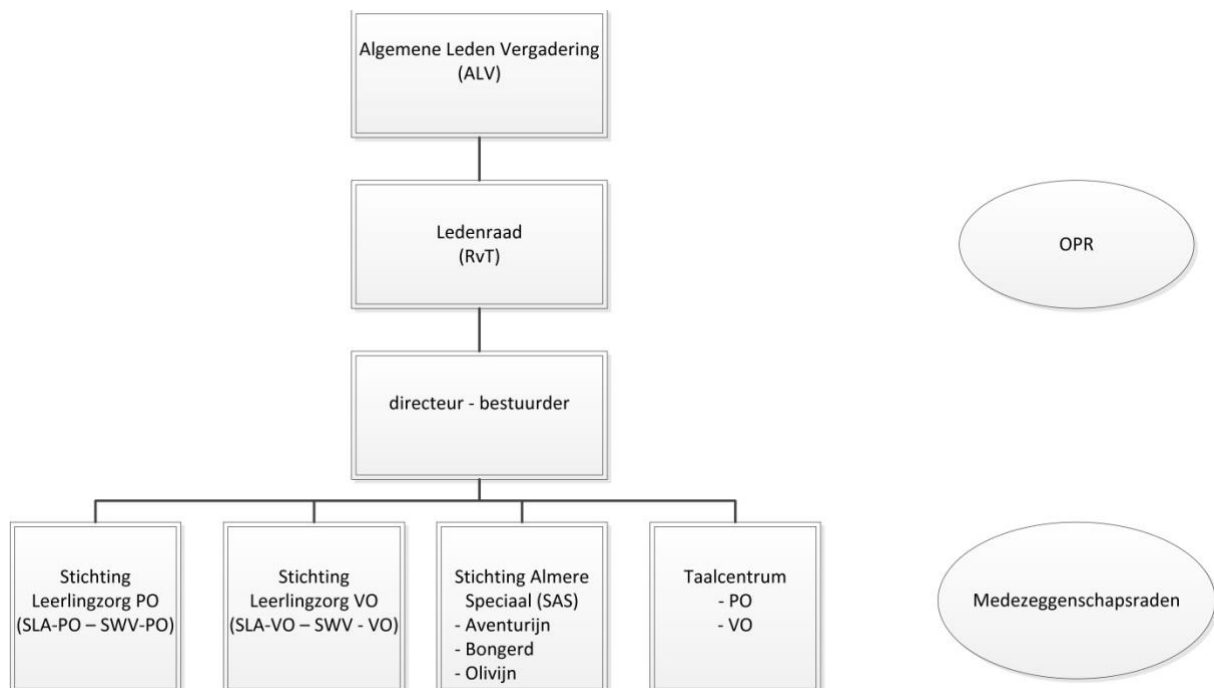 Algemene Leden Vergadering
(ALV)
Ledenraad
(RvT)
OPR
directeur - bestuurder
Stichting
Leerlingzorg PO
(SLA-PO – SWV-PO)
Stichting
Leerlingzorg VO
(SLA-VO – SWV - VO)
Stichting Almere
Speciaal (SAS)
- Aventurijn
- Bongerd
- Olivijn
Taalcentrum
- PO
- VO
Medezeggenschapsraden